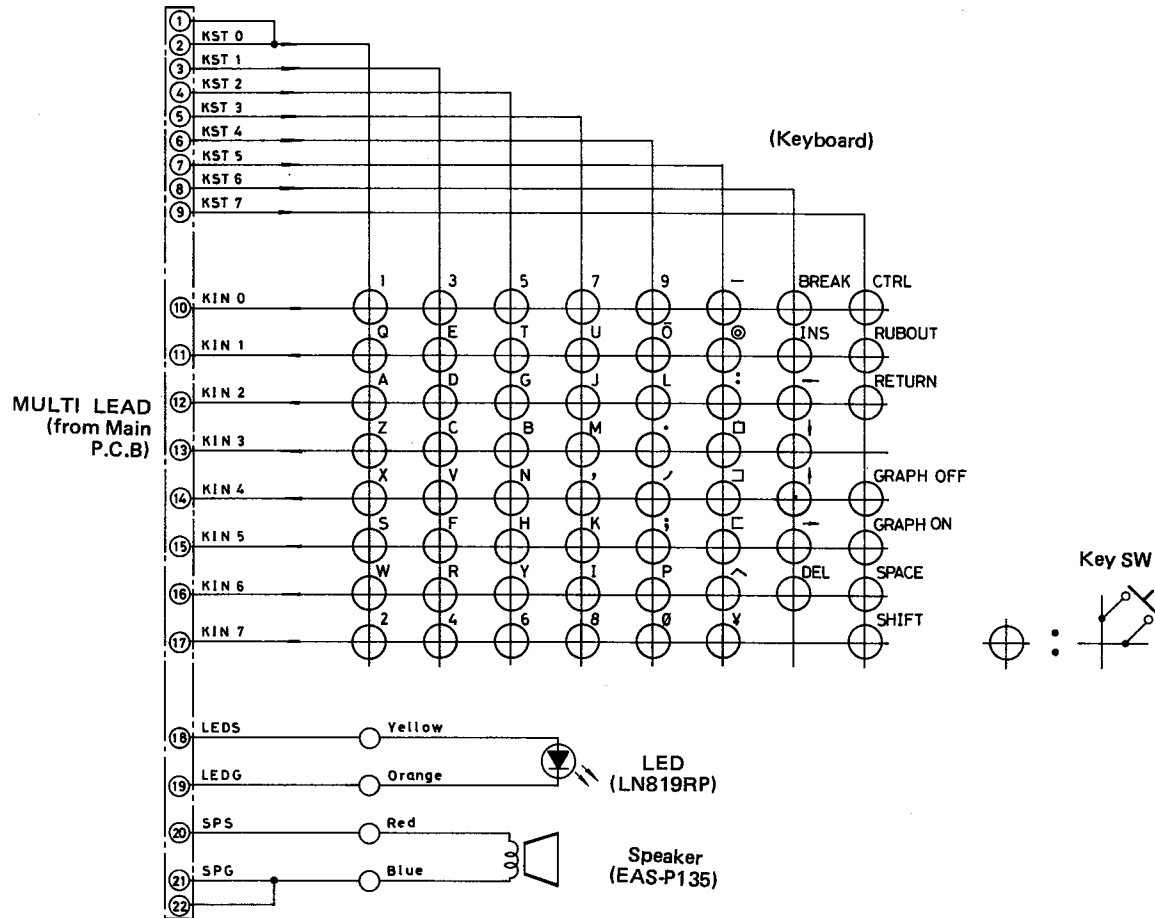 1
2 KST 0
3 KST 1
4 KST 2
5 KST 3
6 KST 4
7 KST 5
8 KST 6
9 KST 7
(Keyboard)
1 3 5 7 9 — BREAK CTRL
10 KIN 0
Q E T U Ō ◎ INS RUBOUT
11 KIN 1
A D G J L : ← RETURN
12 KIN 2
MULTI LEAD
(from Main
P.C.B)
Z C B M . ロ ↓
13 KIN 3
X V N , ノ コ ↑ GRAPH OFF
14 KIN 4
S F H K ; ㄷ → GRAPH ON
15 KIN 5
Key SW
W R Y I P ヘ DEL SPACE
16 KIN 6
2 4 6 8 Ø ¥ SHIFT
17 KIN 7
:
18 LEDS Yellow
LED
(LN819RP)
19 LEDG Orange
20 SPS Red
Speaker
(EAS-P135)
21 SPG Blue
22